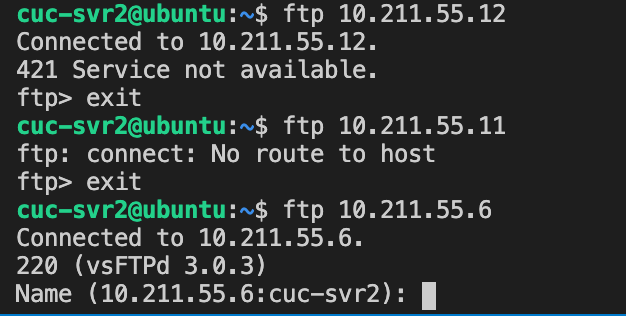 cuc-svr2@ubuntu:~$ ftp 10.211.55.12
Connected to 10.211.55.12.
421 Service not available.
ftp> exit
cuc-svr2@ubuntu:~$ ftp 10.211.55.11
ftp: connect: No route to host
ftp> exit
cuc-svr2@ubuntu:~$ ftp 10.211.55.6
Connected to 10.211.55.6.
220 (vsFTPd 3.0.3)
Name (10.211.55.6:cuc-svr2):